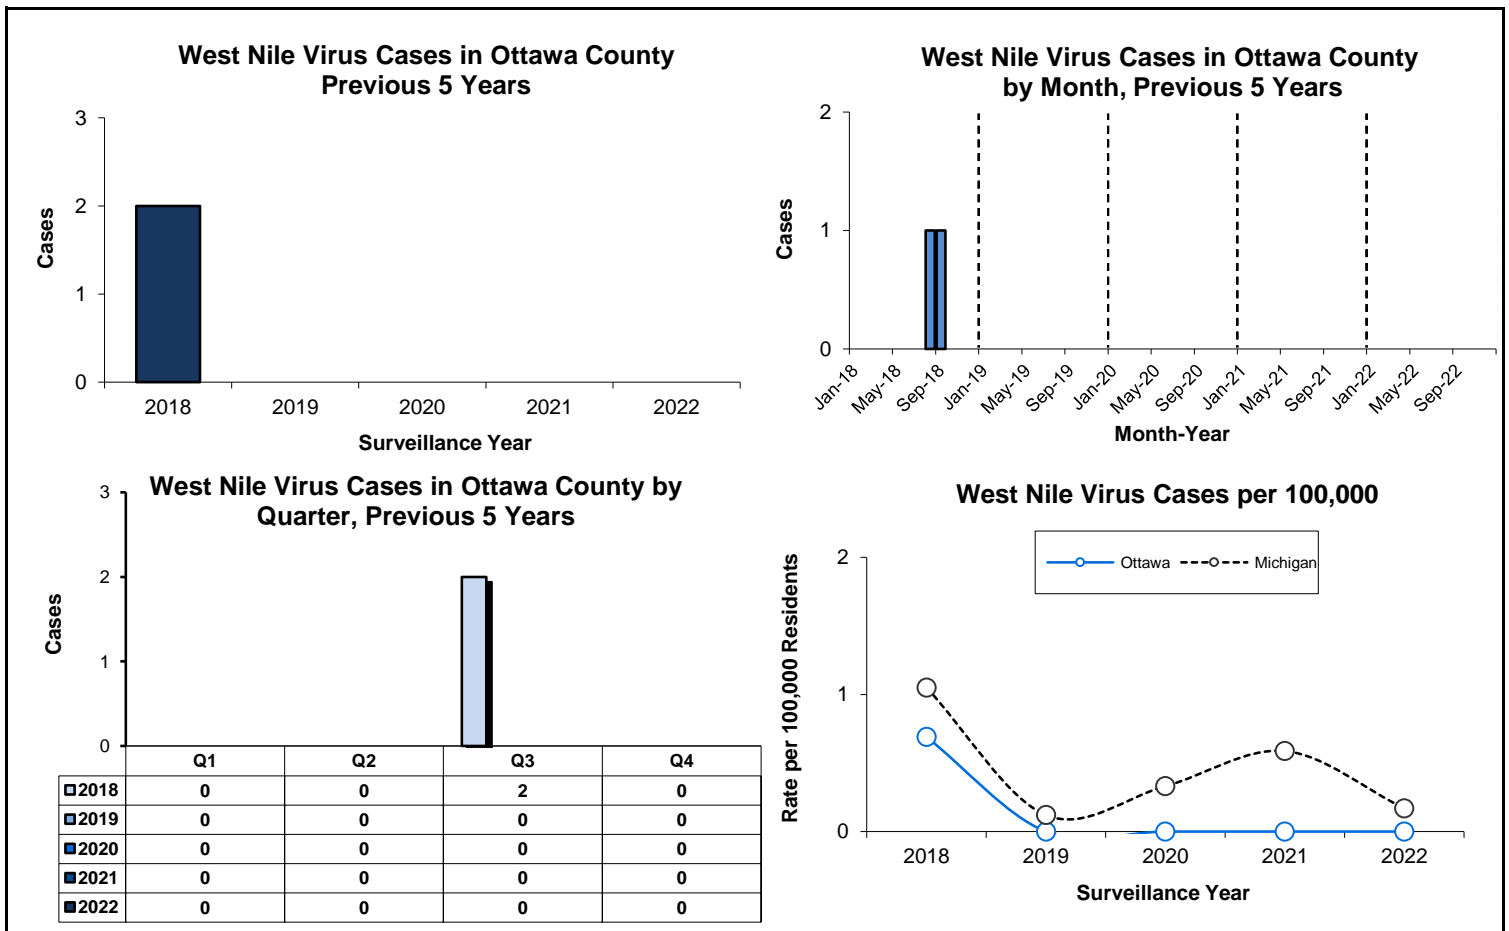 West Nile Virus Cases in Ottawa County
Previous 5 Years
3
2
1
0
Cases
2018 2019 2020 2021 2022
Surveillance Year
West Nile Virus Cases in Ottawa County
by Month, Previous 5 Years
2
1
0
Cases
Jan-18 May-18 Sep-18 Jan-19 May-19 Sep-19 Jan-20 May-20 Sep-20 Jan-21 May-21 Sep-21 Jan-22 May-22 Sep-22
Month-Year
West Nile Virus Cases in Ottawa County by
Quarter, Previous 5 Years
3
2
1
0
Cases
Q1 Q2 Q3 Q4
2018 0 0 2 0
2019 0 0 0 0
2020 0 0 0 0
2021 0 0 0 0
2022 0 0 0 0
West Nile Virus Cases per 100,000
Ottawa Michigan
2
1
0
Rate per 100,000 Residents
2018 2019 2020 2021 2022
Surveillance Year